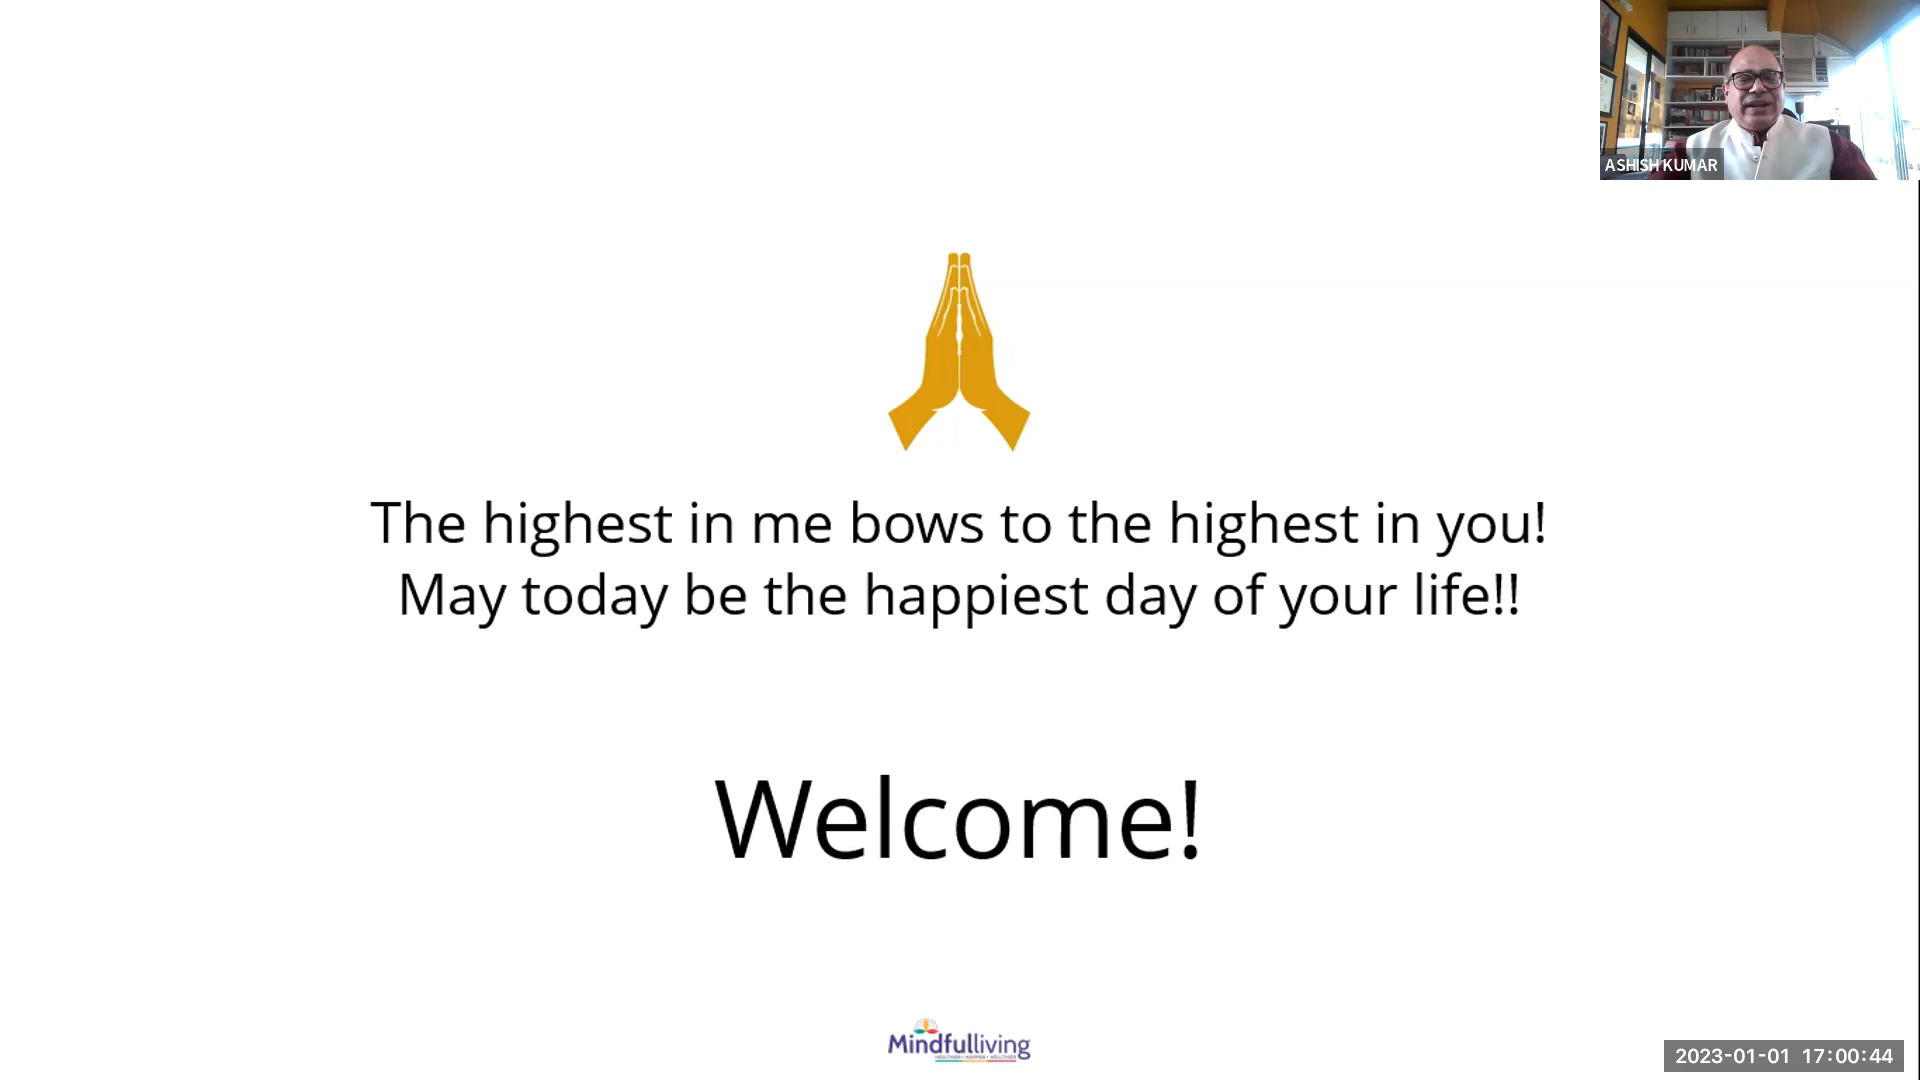 ASHISH KUMAR
The highest in me bows to the highest in you!
May today be the happiest day of your life!!
Welcome!
Mindfulliving
2023-01-01 17:00:44